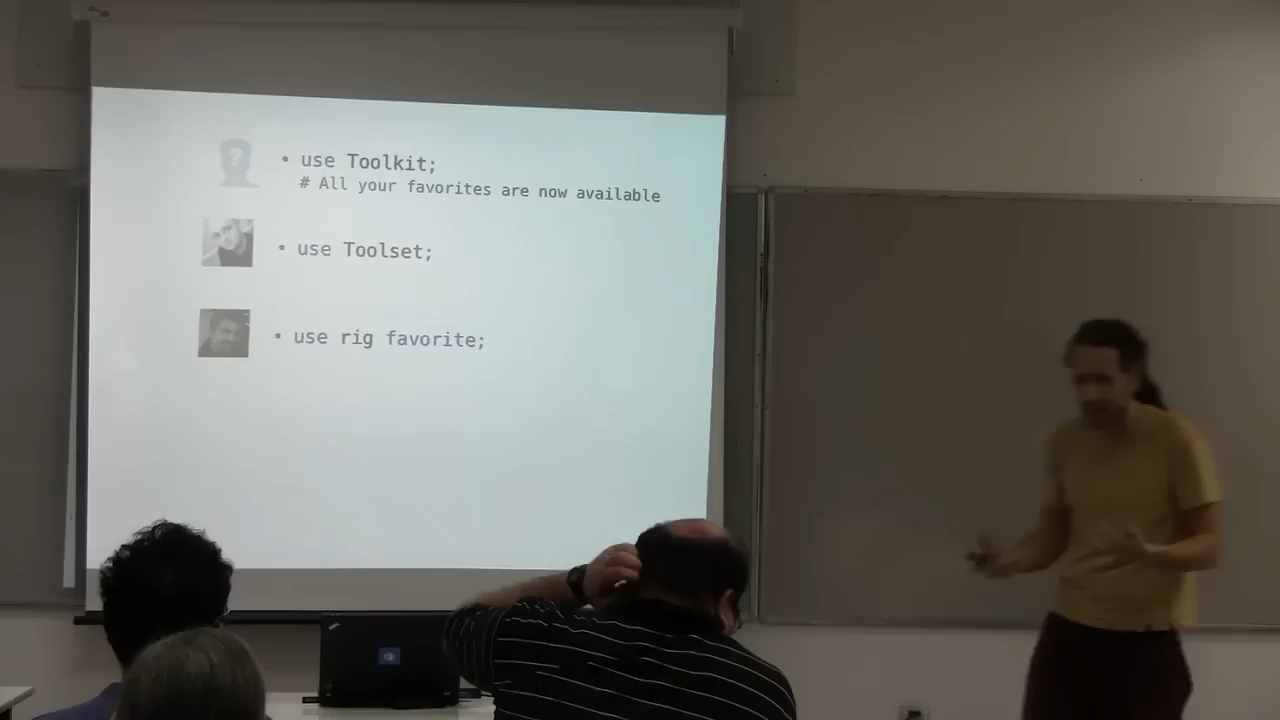 • use Toolkit;
# All your favorites are now available
• use Toolset;
• use rig favorite;